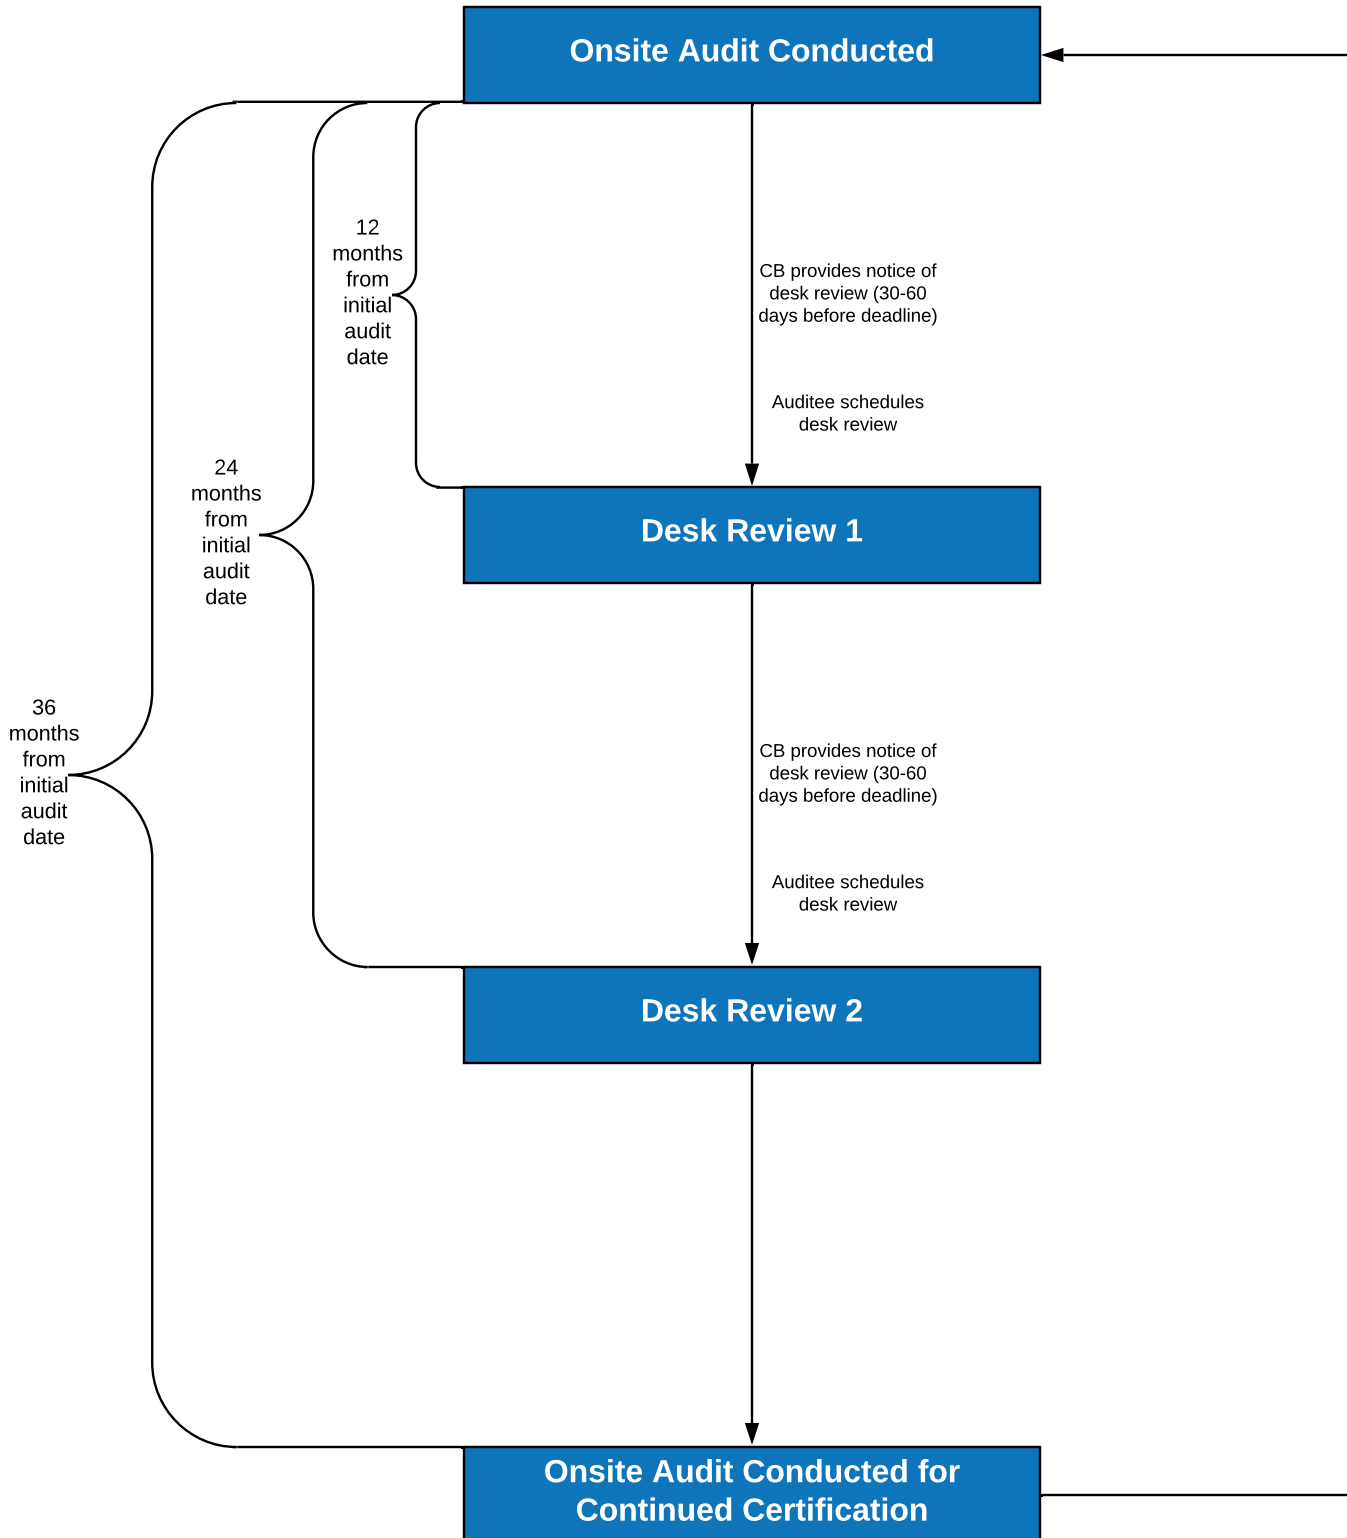 Onsite Audit Conducted
12
months
from
initial
audit
date
CB provides notice of
desk review (30-60
days before deadline)
Auditee schedules
desk review
24
months
from
initial
audit
date
Desk Review 1
36
months
from
initial
audit
date
CB provides notice of
desk review (30-60
days before deadline)
Auditee schedules
desk review
Desk Review 2
Onsite Audit Conducted for
Continued Certification